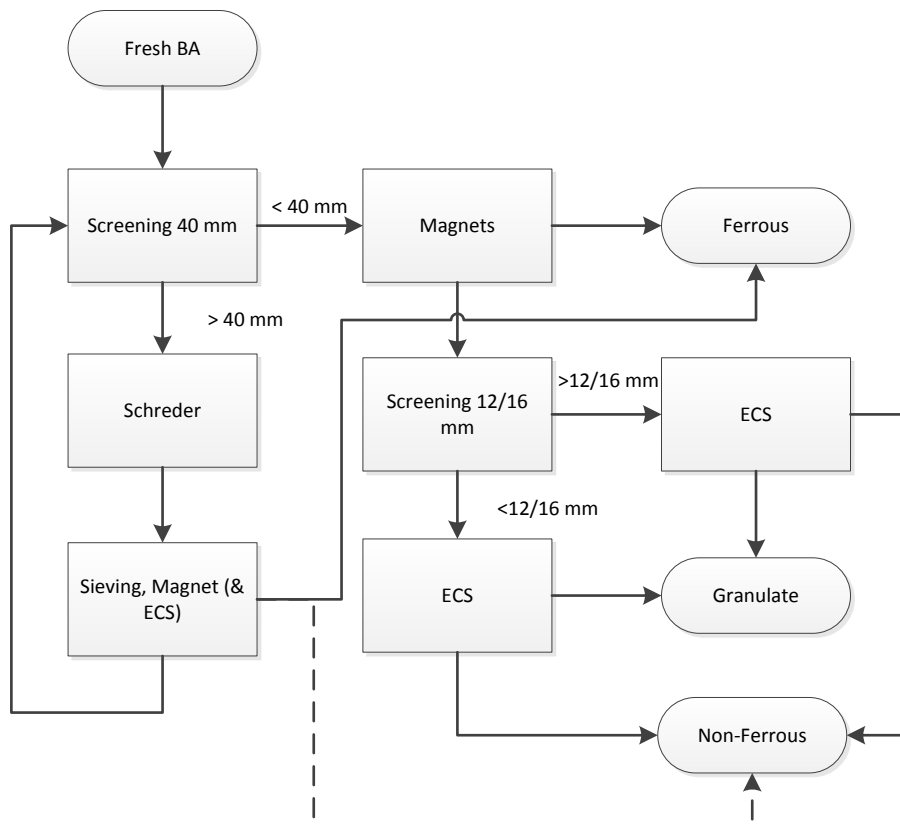 Fresh BA
Screening 40 mm
< 40 mm
Magnets
Ferrous
> 40 mm
Schreder
Screening 12/16
mm
>12/16 mm
ECS
<12/16 mm
Sieving, Magnet (&
ECS)
ECS
Granulate
Non-Ferrous